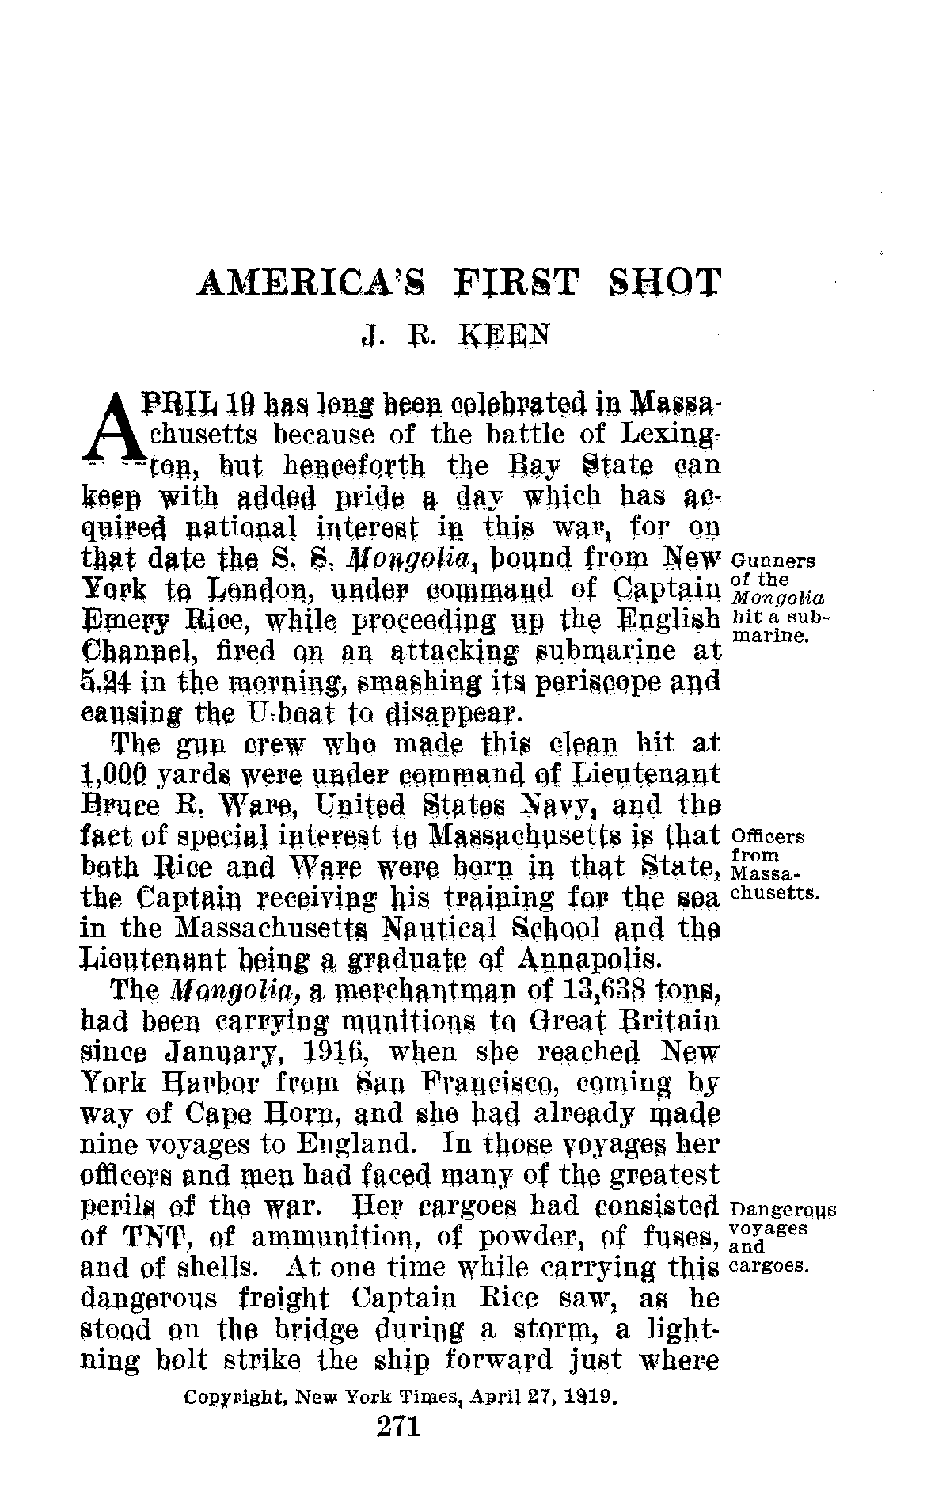 AMERICA'S FIRST SHOT
J. R. KEEN
APRIL 19 has long been celebrated in Massa-
chusetts because of the battle of Lexing-
ton, but henceforth the Bay State can
keep with added pride a day which has ac-
quired national interest in this war, for on
that date the S. S. Mongolia, bound from New
York to London, under command of Captain
Emery Rice, while proceeding up the English
Channel, fired on an attacking submarine at
5.24 in the morning, smashing its periscope and
causing the U-boat to disappear.
Gunners
of the
Mongolia
hit a sub-
marine.
The gun crew who made this clean hit at
1,000 yards were under command of Lieutenant
Bruce R. Ware, United States Navy, and the
fact of special interest to Massachusetts is that
both Rice and Ware were born in that State,
the Captain receiving his training for the sea
in the Massachusetts Nautical School and the
Lieutenant being a graduate of Annapolis.
Officers
from
Massa-
chusetts.
The Mongolia, a merchantman of 13,638 tons,
had been carrying munitions to Great Britain
since January, 1916, when she reached New
York Harbor from San Francisco, coming by
way of Cape Horn, and she had already made
nine voyages to England. In those voyages her
officers and men had faced many of the greatest
perils of the war. Her cargoes had consisted
of TNT, of ammunition, of powder, of fuses,
and of shells. At one time while carrying this
dangerous freight Captain Rice saw, as he
stood on the bridge during a storm, a light-
ning bolt strike the ship forward just where
Dangerous
voyages
and
cargoes.
Copyright, New York Times, April 27, 1919.
271